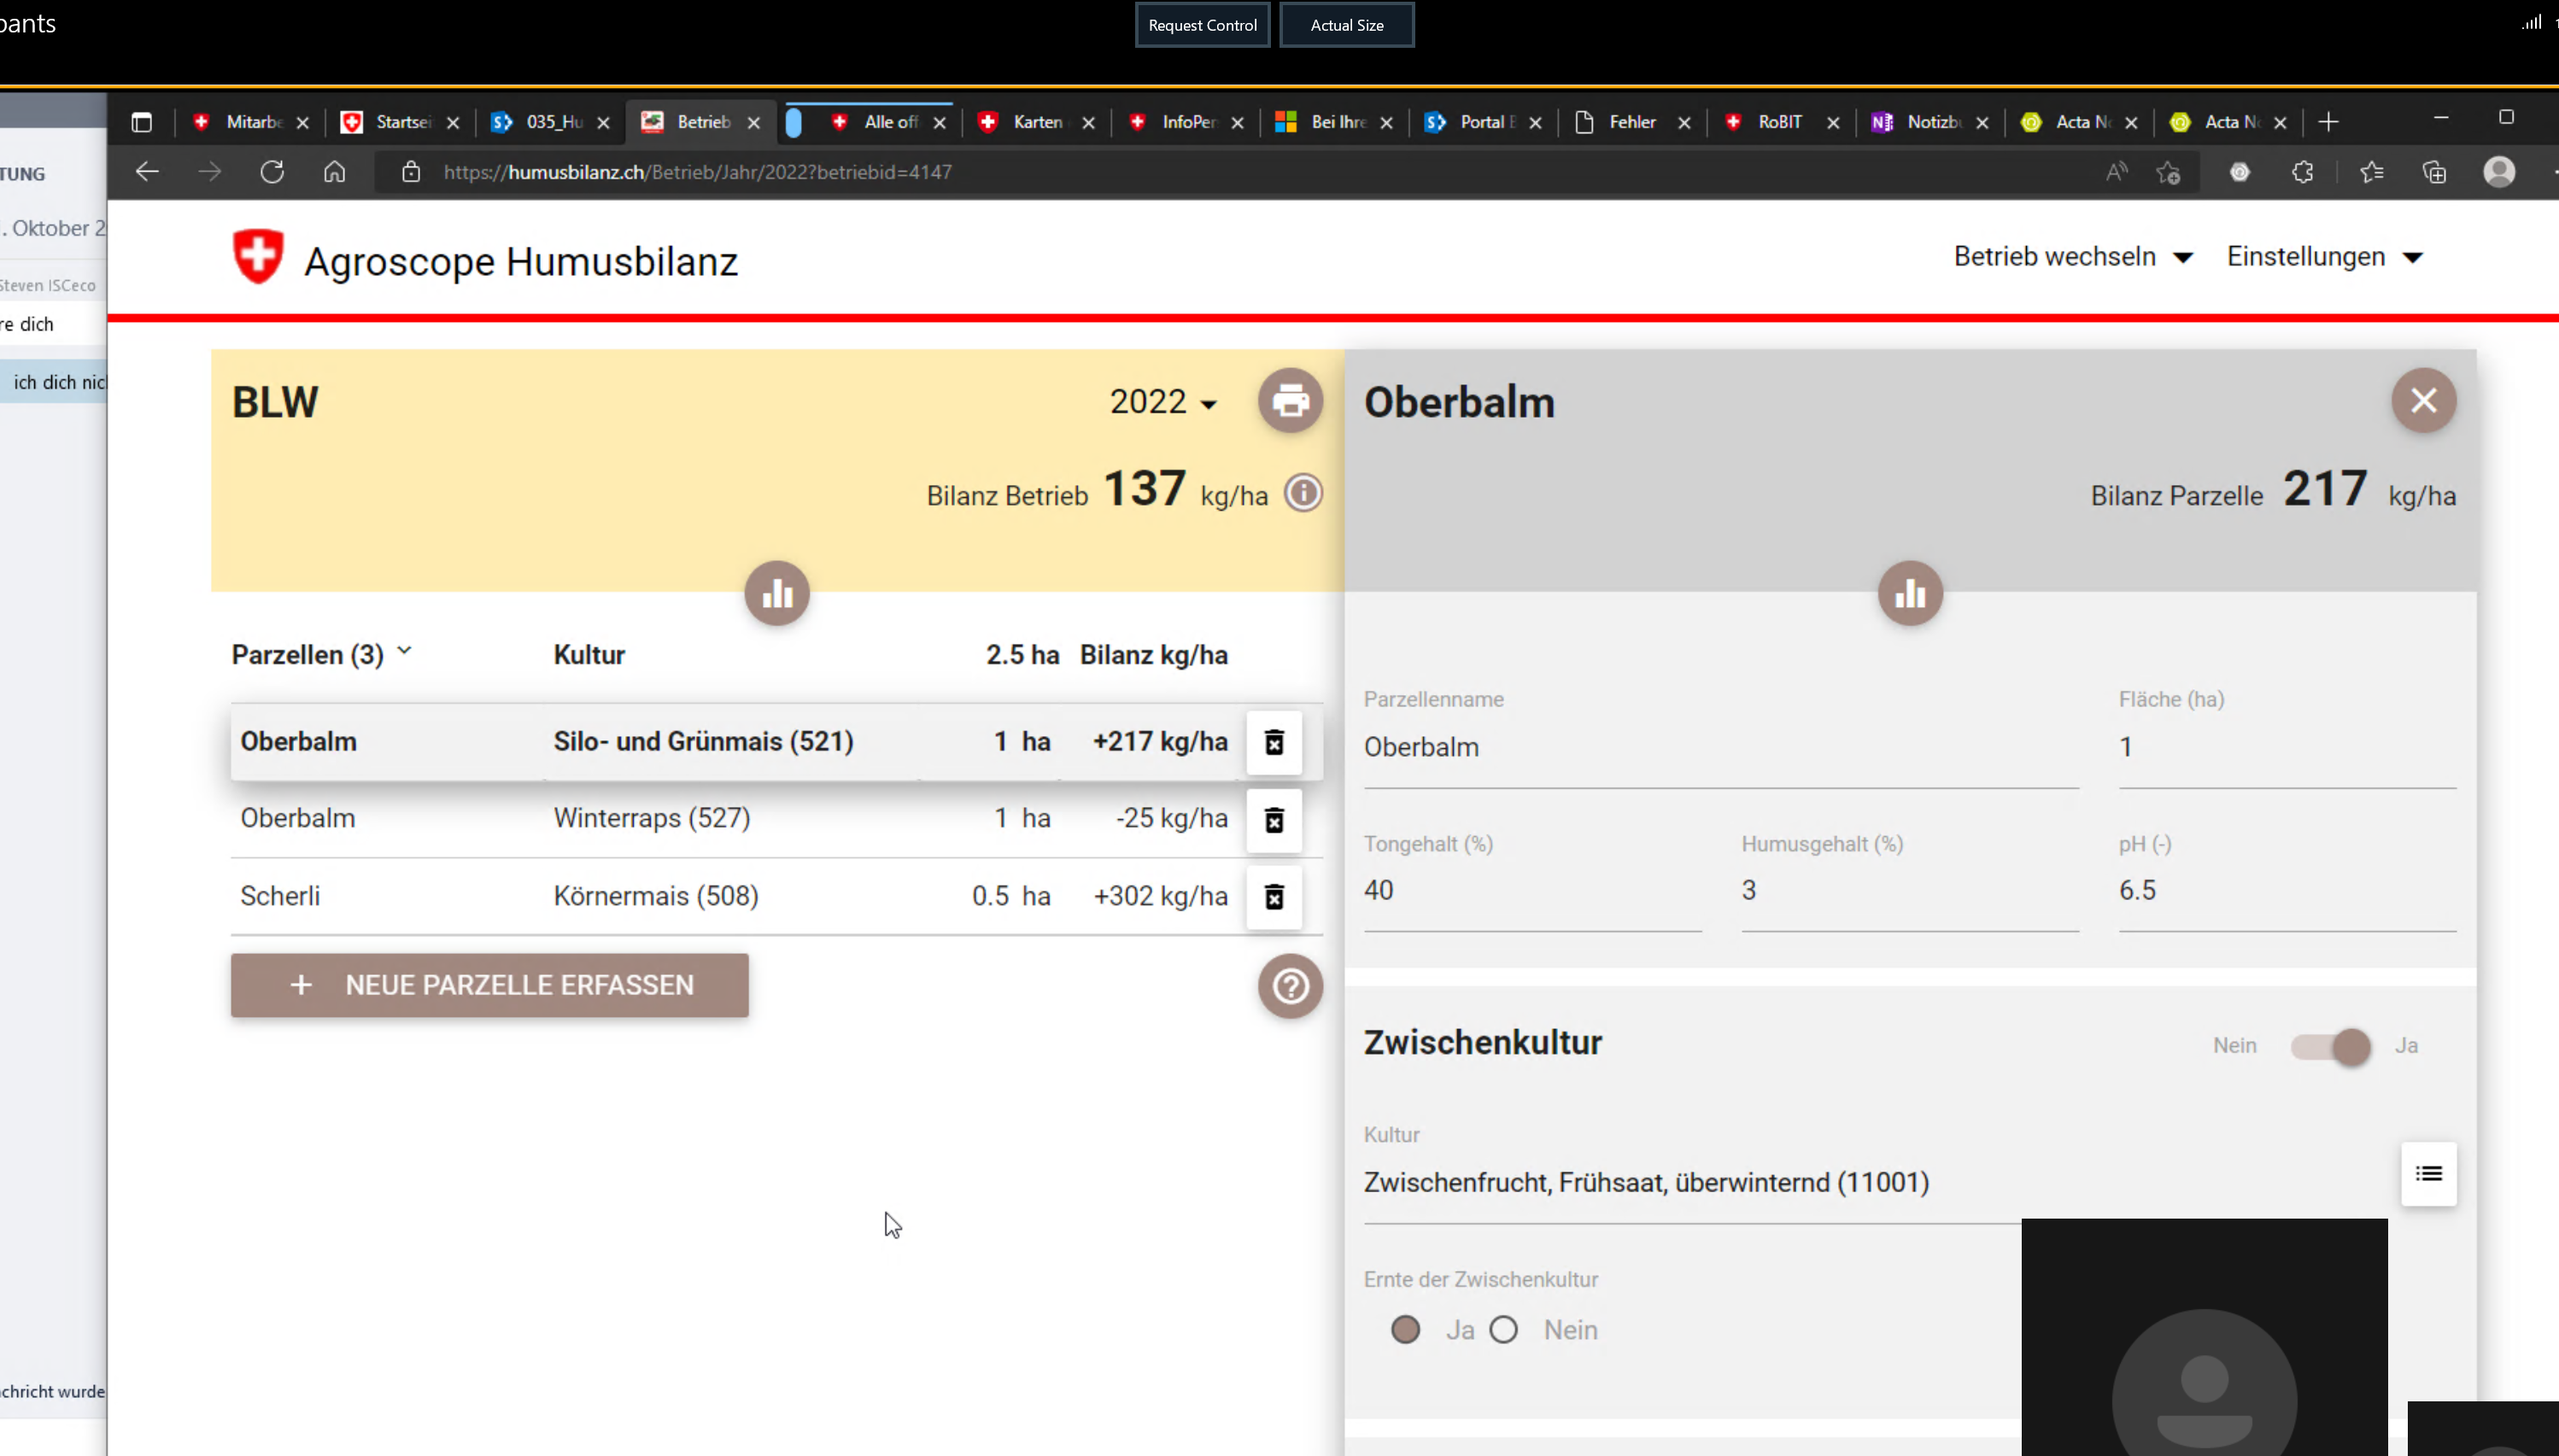 pants
Request Control
Actual Size
Mitarbe
Startsei
035_Hu
Betrieb
Alle off
Karten
InfoPer
Bei Ihre
Portal B
Fehler
RoBIT
Notizbu
Acta No
Acta No
https://humusbilanz.ch/Betrieb/Jahr/2022?betriebid=4147
TUNG
. Oktober 2
Steven ISCeco
re dich
ich dich nic
chricht wurde
Agroscope Humusbilanz
Betrieb wechseln
Einstellungen
BLW
2022
Bilanz Betrieb 137 kg/ha
Parzellen (3) Kultur 2.5 ha Bilanz kg/ha
Oberbalm Silo- und Grünmais (521) 1 ha +217 kg/ha
Oberbalm Winterraps (527) 1 ha -25 kg/ha
Scherli Körnermais (508) 0.5 ha +302 kg/ha
+ NEUE PARZELLE ERFASSEN
Oberbalm
Bilanz Parzelle 217 kg/ha
Parzellenname Fläche (ha)
Oberbalm 1
Tongehalt (%) Humusgehalt (%) pH (-)
40 3 6.5
Zwischenkultur Nein Ja
Kultur
Zwischenfrucht, Frühsaat, überwinternd (11001)
Ernte der Zwischenkultur
Ja Nein